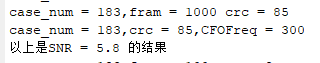 case_num = 183,fram = 1000 crc = 85
case_num = 183,crc = 85,CFOFreq = 300
以上是SNR = 5.8 的结果